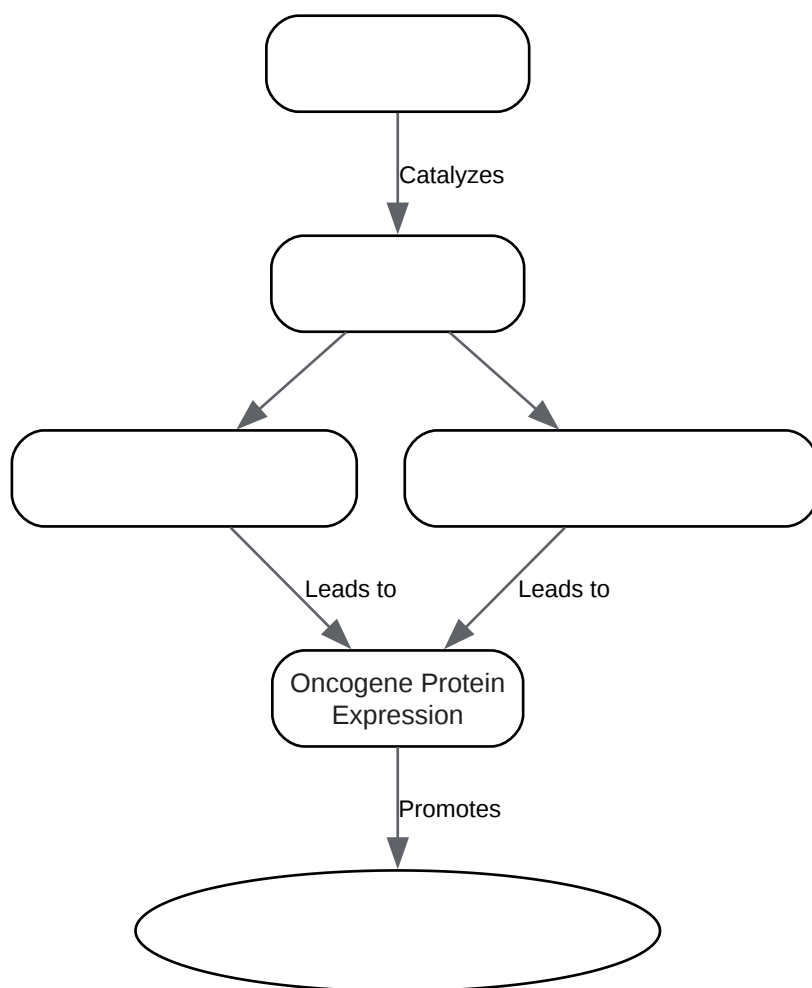 Catalyzes
Leads to
Leads to
Oncogene Protein
Expression
Promotes